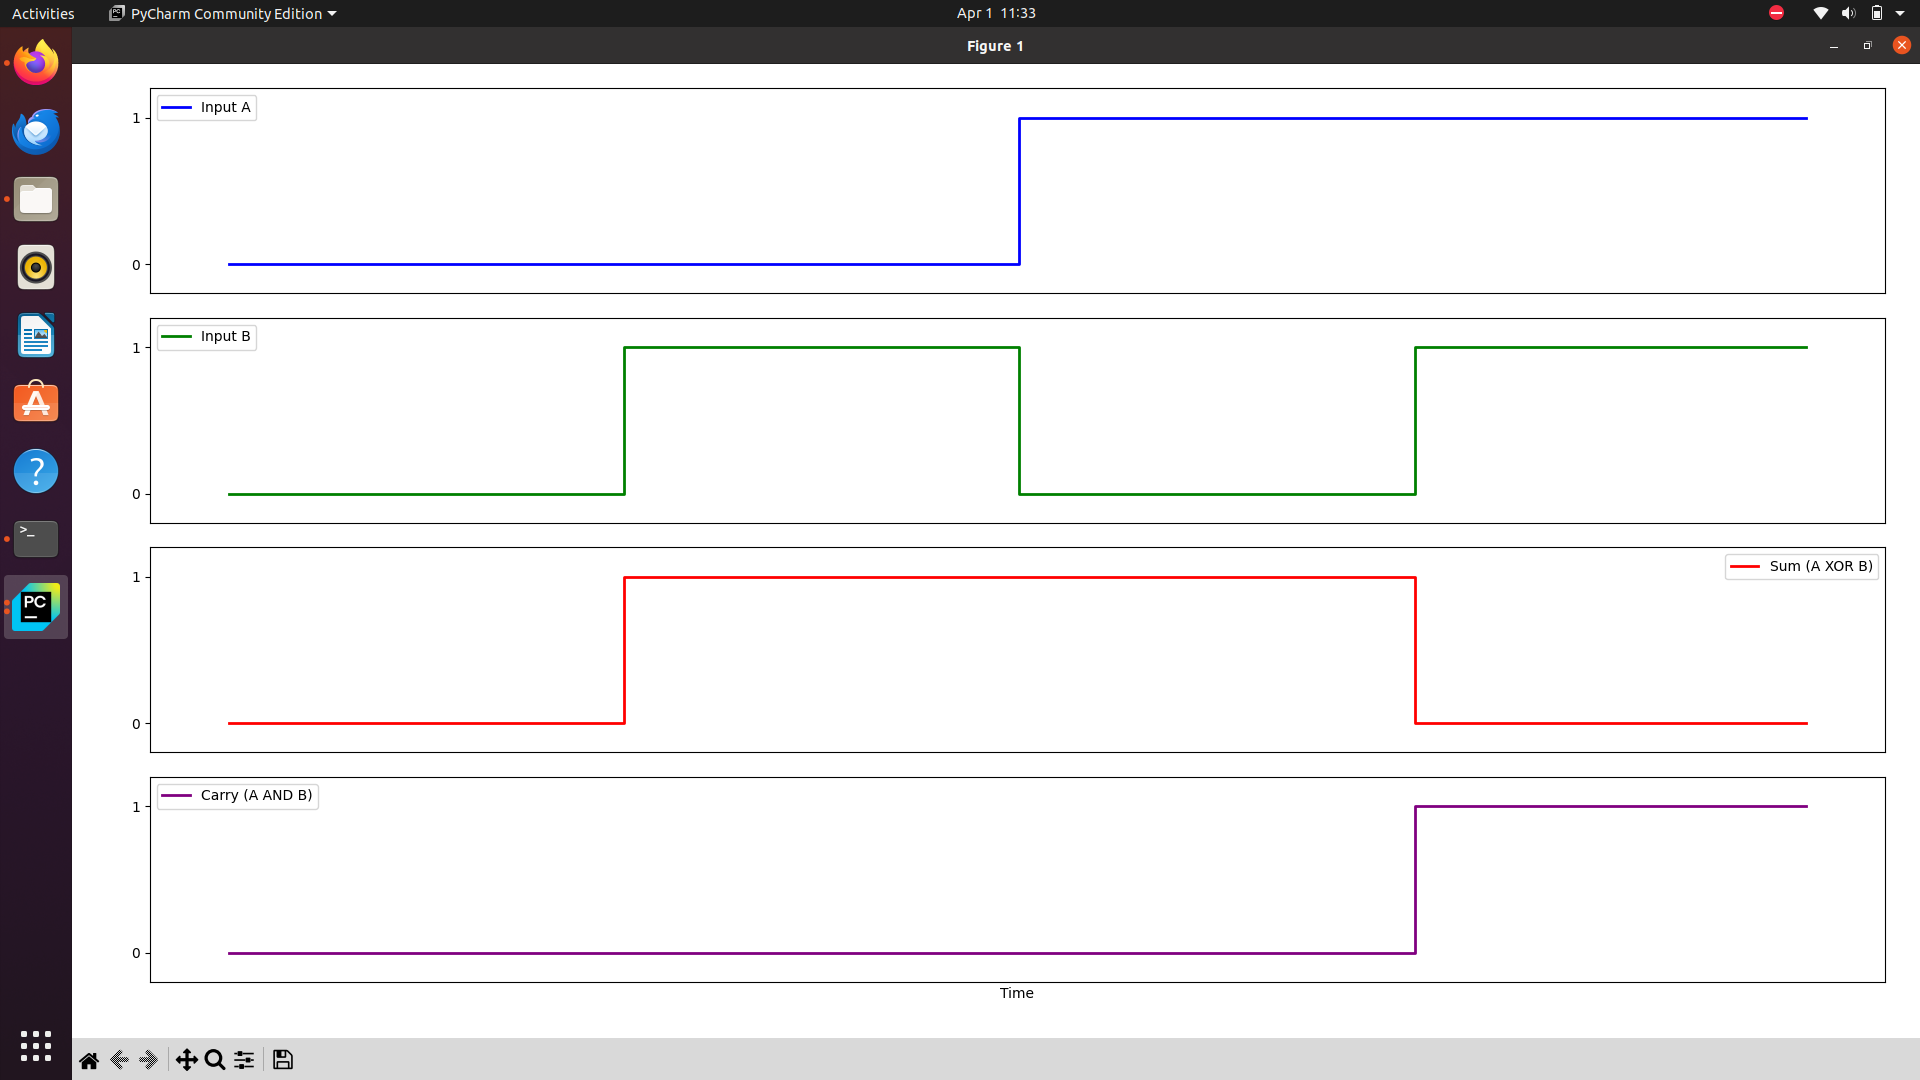 Activities PyCharm Community Edition Apr 1 11:33
Figure 1
Input A
1
0
Input B
1
0
Sum (A XOR B)
1
0
Carry (A AND B)
1
0
Time
>_
?
PC